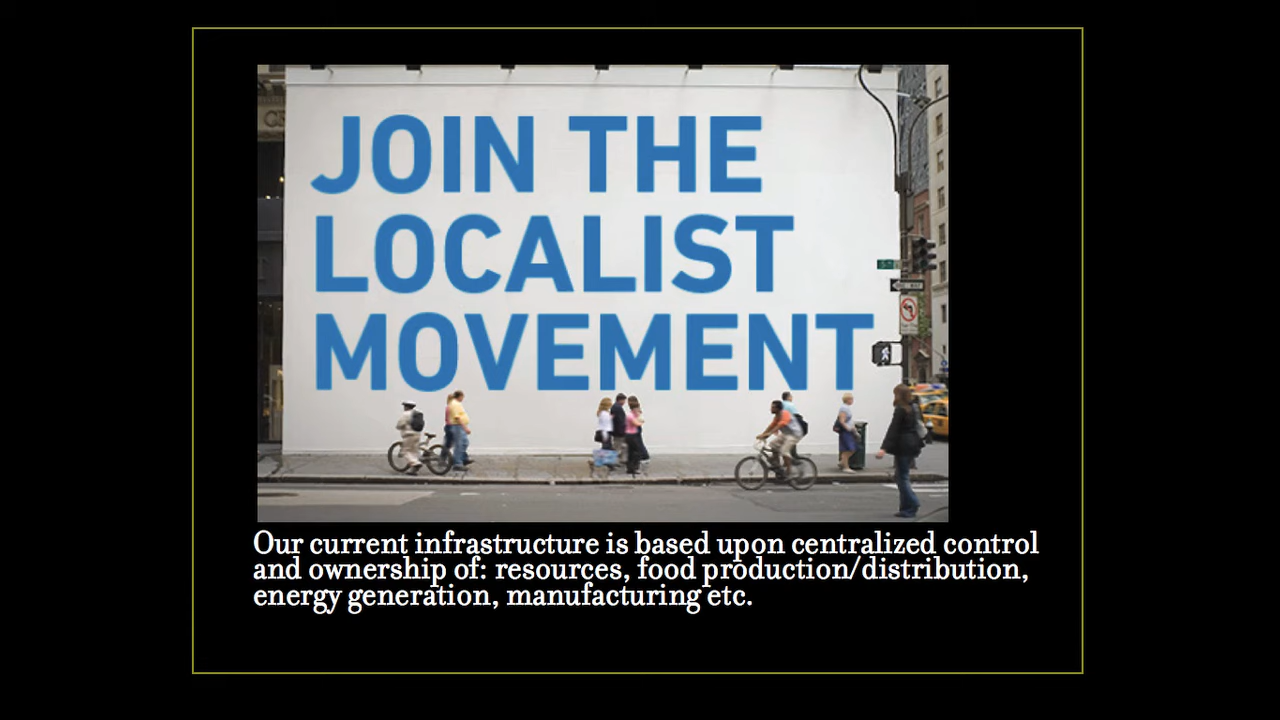 JOIN THE
LOCALIST
MOVEMENT
Our current infrastructure is based upon centralized control
and ownership of: resources, food production/distribution,
energy generation, manufacturing etc.